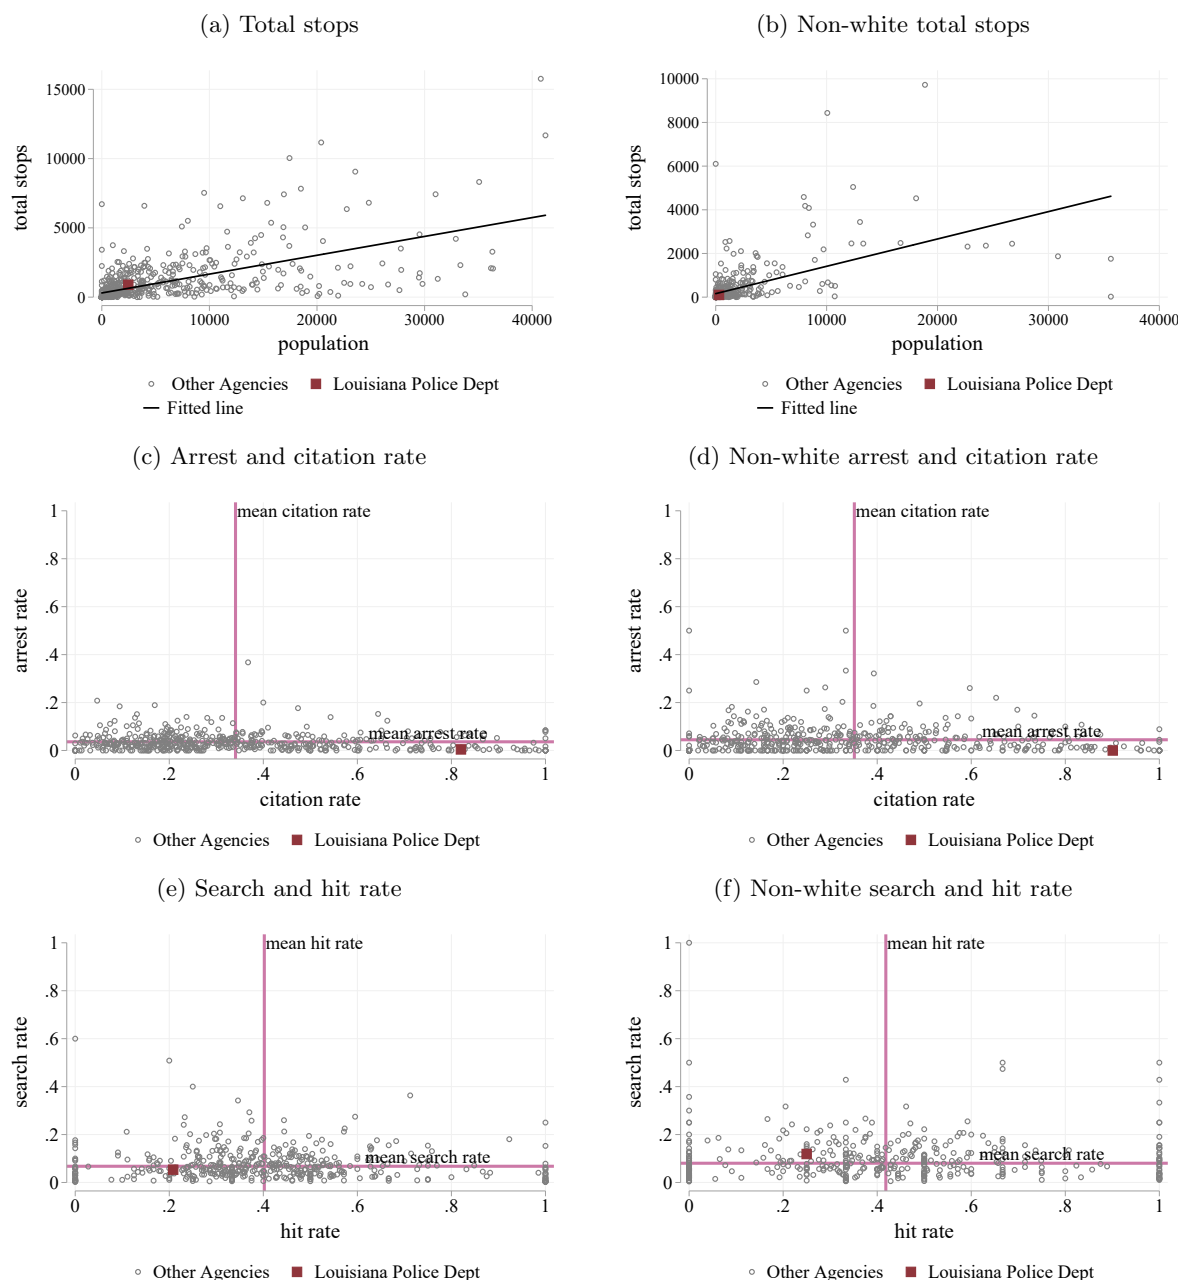 (a) Total stops
(b) Non-white total stops
total stops
15000
10000
5000
0
0 10000 20000 30000 40000
population
Other Agencies Louisiana Police Dept
Fitted line
total stops
10000
8000
6000
4000
2000
0
0 10000 20000 30000 40000
population
Other Agencies Louisiana Police Dept
Fitted line
(c) Arrest and citation rate
(d) Non-white arrest and citation rate
arrest rate
1
.8
.6
.4
.2
0
mean citation rate
mean arrest rate
0 .2 .4 .6 .8 1
citation rate
Other Agencies Louisiana Police Dept
arrest rate
1
.8
.6
.4
.2
0
mean citation rate
mean arrest rate
0 .2 .4 .6 .8 1
citation rate
Other Agencies Louisiana Police Dept
(e) Search and hit rate
(f) Non-white search and hit rate
search rate
1
.8
.6
.4
.2
0
mean hit rate
mean search rate
0 .2 .4 .6 .8 1
hit rate
Other Agencies Louisiana Police Dept
search rate
1
.8
.6
.4
.2
0
mean hit rate
mean search rate
0 .2 .4 .6 .8 1
hit rate
Other Agencies Louisiana Police Dept